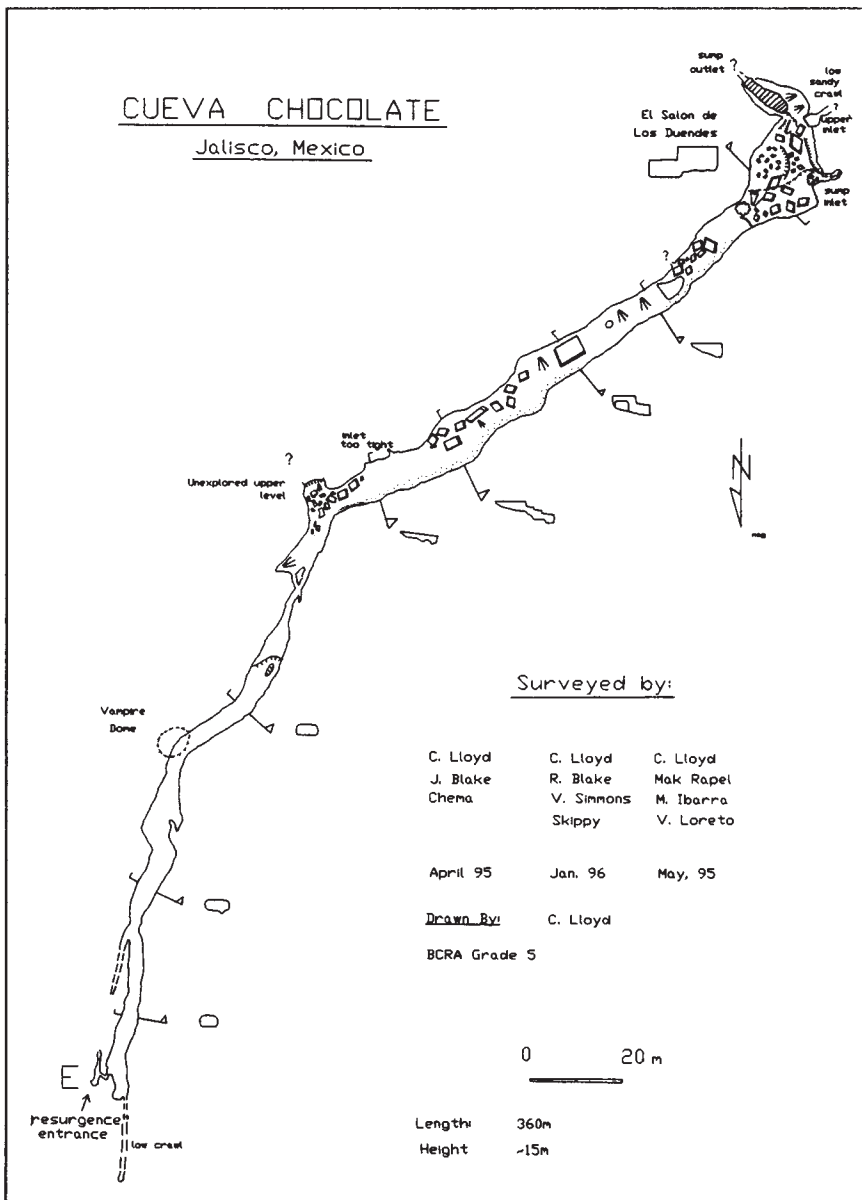 CUEVA CHOCOLATE
Jalisco, Mexico
sump
outlet
?
low
sandy
crawl
?
upper
inlet
El Salon de
Los Duendes
sump
inlet
?
inlet
too tight
?
Unexplored upper
level
N
mag
Vampire
Dome
Surveyed by:
C. Lloyd
J. Blake
Chema
C. Lloyd
R. Blake
V. Simmons
Skippy
C. Lloyd
Mak Rapel
M. Ibarra
V. Loreto
April 95
Jan. 96
May, 95
Drawn By: C. Lloyd
BCRA Grade 5
0 20 m
E
resurgence
entrance
low crawl
Length: 360m
Height ~15m